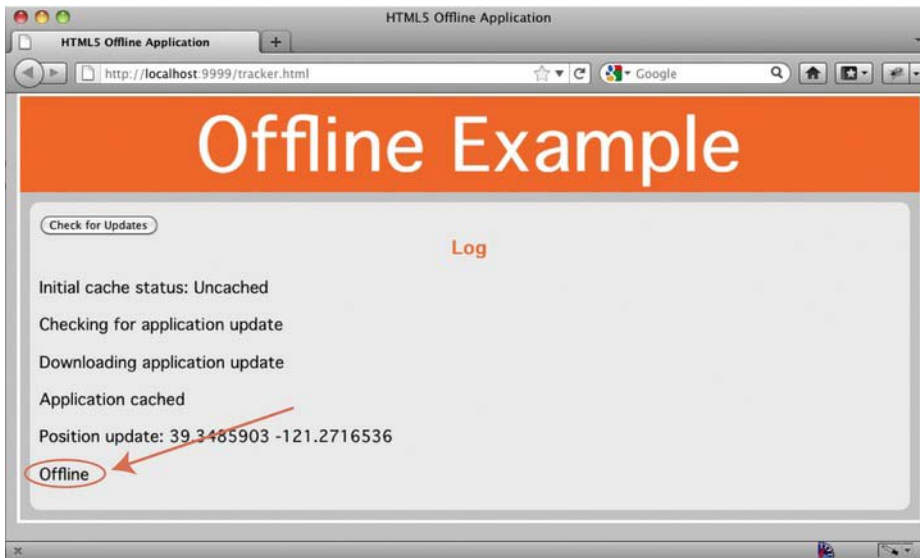 HTML5 Offline Application
HTML5 Offline Application +
http://localhost:9999/tracker.html Google
Offline Example
Check for Updates
Log
Initial cache status: Uncached
Checking for application update
Downloading application update
Application cached
Position update: 39.3485903 -121.2716536
Offline